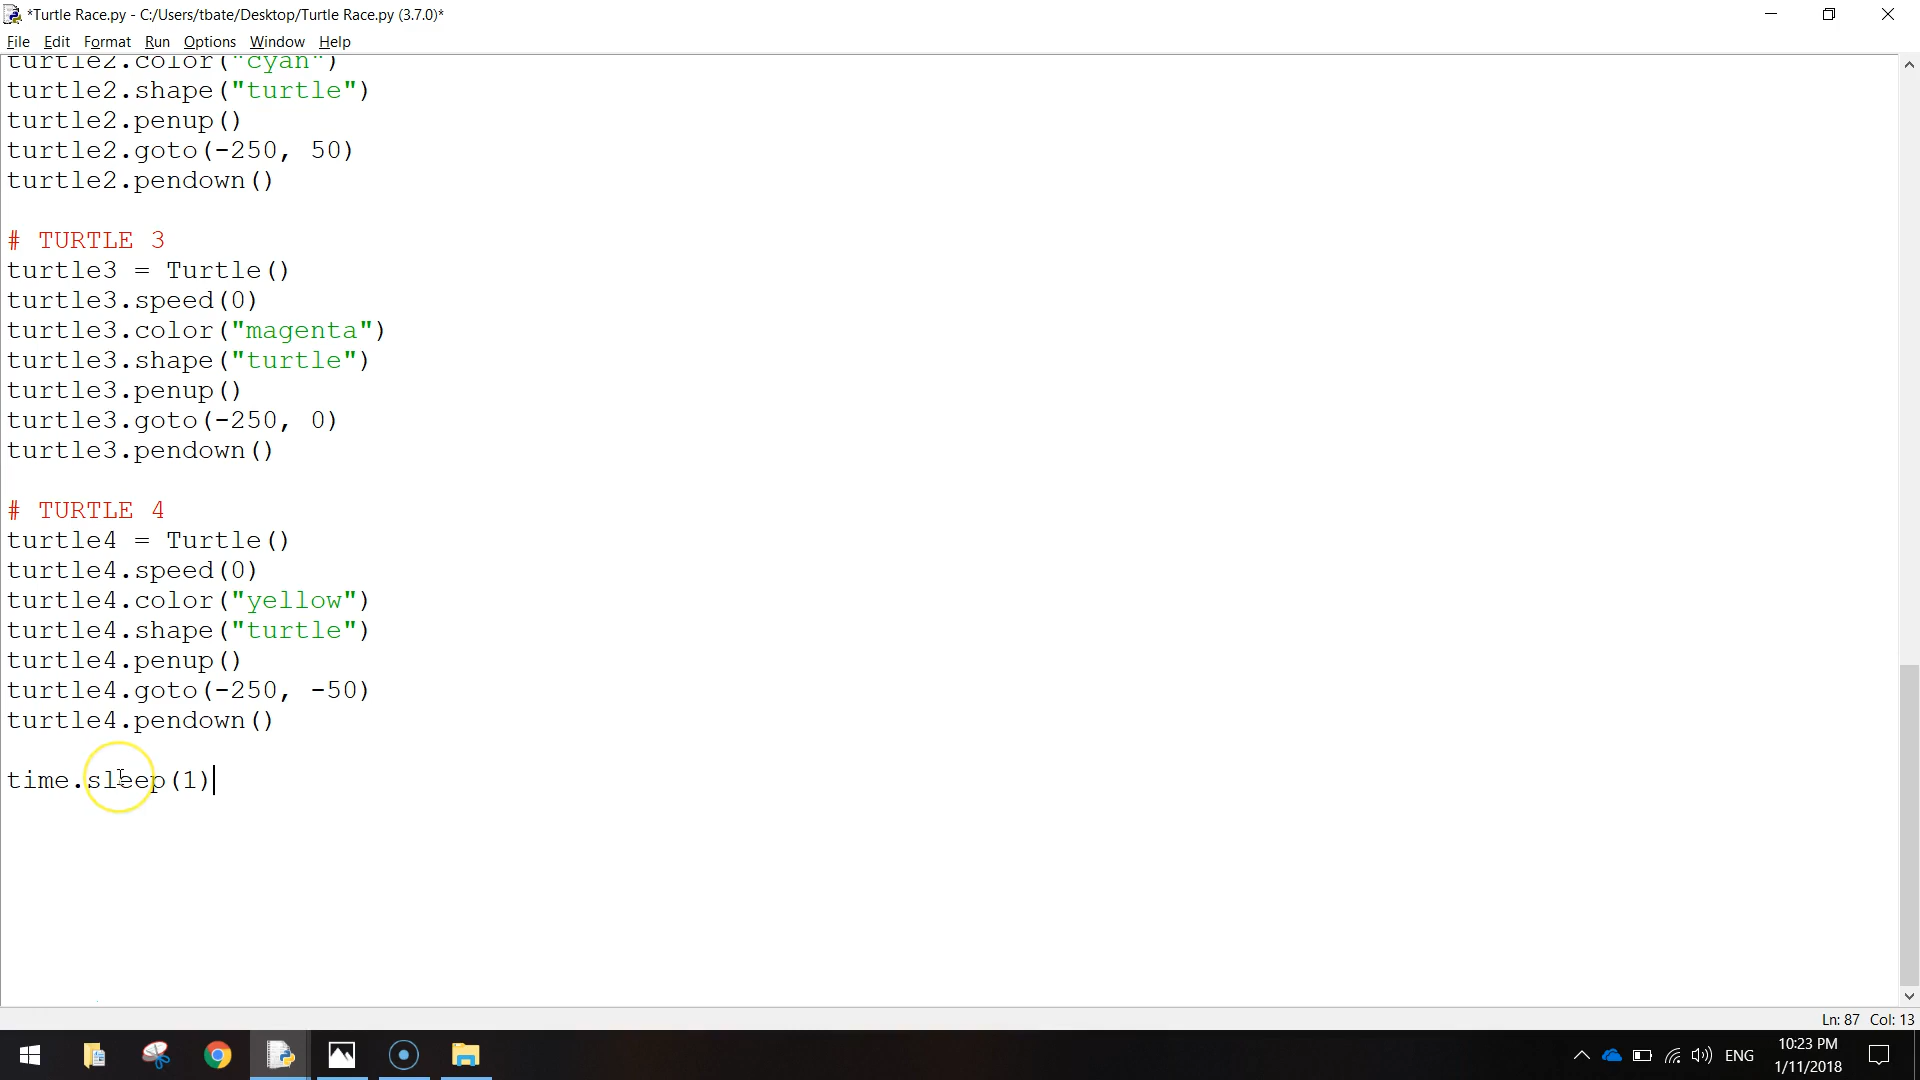 *Turtle Race.py - C:/Users/tbate/Desktop/Turtle Race.py (3.7.0)*
File Edit Format Run Options Window Help
turtle2.color("cyan")
turtle2.shape("turtle")
turtle2.penup()
turtle2.goto(-250, 50)
turtle2.pendown()
# TURTLE 3
turtle3 = Turtle()
turtle3.speed(0)
turtle3.color("magenta")
turtle3.shape("turtle")
turtle3.penup()
turtle3.goto(-250, 0)
turtle3.pendown()
# TURTLE 4
turtle4 = Turtle()
turtle4.speed(0)
turtle4.color("yellow")
turtle4.shape("turtle")
turtle4.penup()
turtle4.goto(-250, -50)
turtle4.pendown()
time.sleep(1)
Ln: 87 Col: 13
ENG
10:23 PM
1/11/2018